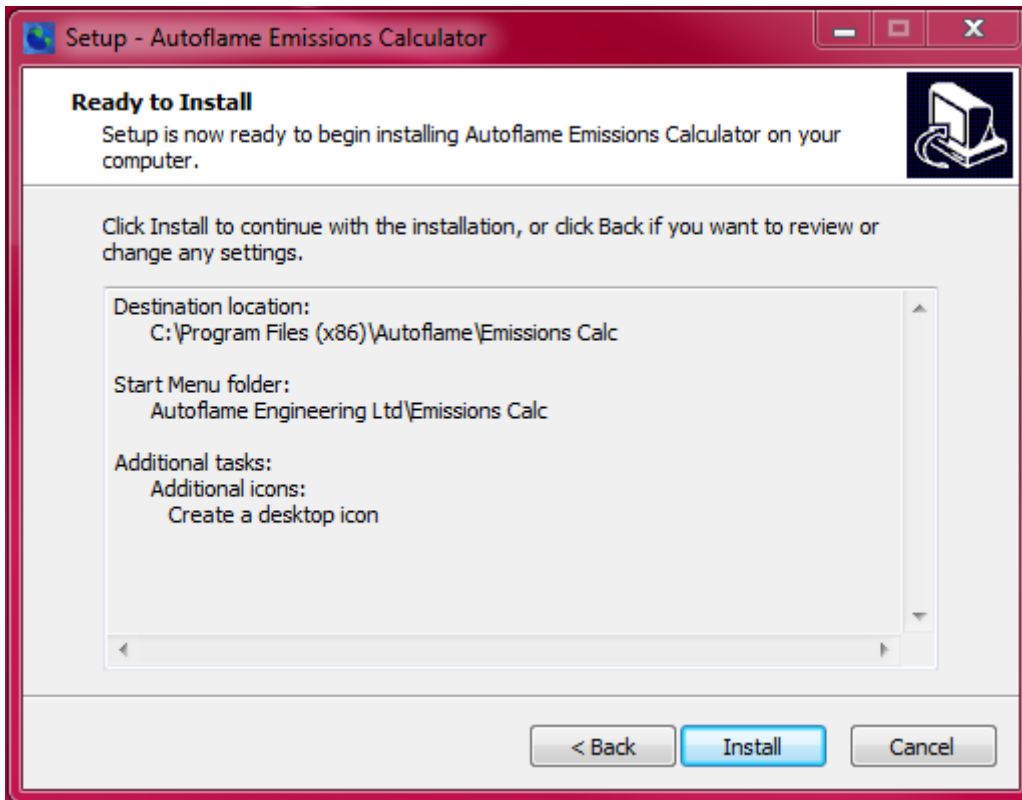 Setup - Autoflame Emissions Calculator
Ready to Install
Setup is now ready to begin installing Autoflame Emissions Calculator on your
computer.
Click Install to continue with the installation, or click Back if you want to review or
change any settings.
Destination location:
C:\Program Files (x86)\Autoflame\Emissions Calc
Start Menu folder:
Autoflame Engineering Ltd\Emissions Calc
Additional tasks:
Additional icons:
Create a desktop icon
< Back
Install
Cancel